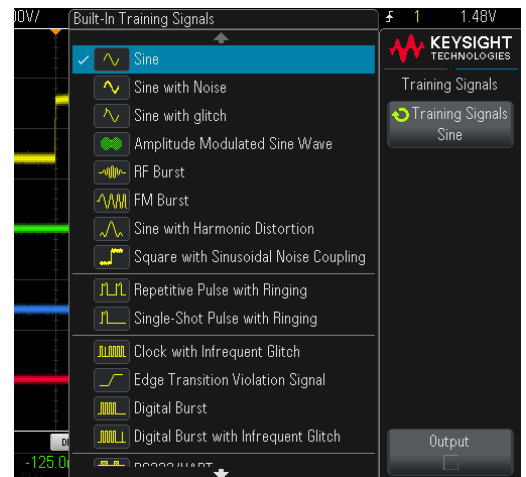 00V/
Built-In Training Signals
1
1.48V
KEYSIGHT
TECHNOLOGIES
Training Signals
Training Signals
Sine
Sine
Sine with Noise
Sine with glitch
Amplitude Modulated Sine Wave
RF Burst
FM Burst
Sine with Harmonic Distortion
Square with Sinusoidal Noise Coupling
Repetitive Pulse with Ringing
Single-Shot Pulse with Ringing
Clock with Infrequent Glitch
Edge Transition Violation Signal
Digital Burst
Digital Burst with Infrequent Glitch
Output
-125.0